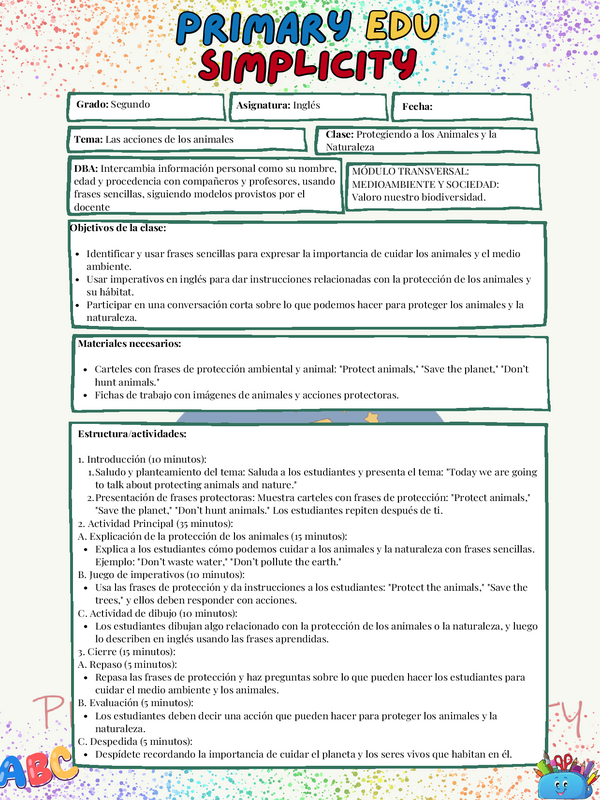 PRIMARY EDU
SIMPLICITY
Grado: Segundo
Asignatura: Inglés
Fecha:
Tema: Las acciones de los animales
Clase: Protegiendo a los Animales y la
Naturaleza
DBA: Intercambia información personal como su nombre,
edad y procedencia con compañeros y profesores, usando
frases sencillas, siguiendo modelos provistos por el
docente
MÓDULO TRANSVERSAL:
MEDIOAMBIENTE Y SOCIEDAD:
Valoro nuestro biodiversidad.
Objetivos de la clase:
• Identificar y usar frases sencillas para expresar la importancia de cuidar los animales y el medio
ambiente.
• Usar imperativos en inglés para dar instrucciones relacionadas con la protección de los animales y
su hábitat.
• Participar en una conversación corta sobre lo que podemos hacer para proteger los animales y la
naturaleza.
Materiales necesarios:
• Carteles con frases de protección ambiental y animal: "Protect animals," "Save the planet," "Don't
hunt animals."
• Fichas de trabajo con imágenes de animales y acciones protectoras.
Estructura/actividades:
1. Introducción (10 minutos):
1. Saludo y planteamiento del tema: Saluda a los estudiantes y presenta el tema: "Today we are going
to talk about protecting animals and nature."
2. Presentación de frases protectoras: Muestra carteles con frases de protección: "Protect animals,"
"Save the planet," "Don't hunt animals." Los estudiantes repiten después de ti.
2. Actividad Principal (35 minutos):
A. Explicación de la protección de los animales (15 minutos):
• Explica a los estudiantes cómo podemos cuidar a los animales y la naturaleza con frases sencillas.
Ejemplo: "Don't waste water," "Don't pollute the earth."
B. Juego de imperativos (10 minutos):
• Usa las frases de protección y da instrucciones a los estudiantes: "Protect the animals," "Save the
trees," y ellos deben responder con acciones.
C. Actividad de dibujo (10 minutos):
• Los estudiantes dibujan algo relacionado con la protección de los animales o la naturaleza, y luego
lo describen en inglés usando las frases aprendidas.
3. Cierre (15 minutos):
A. Repaso (5 minutos):
• Repasa las frases de protección y haz preguntas sobre lo que pueden hacer los estudiantes para
cuidar el medio ambiente y los animales.
B. Evaluación (5 minutos):
• Los estudiantes deben decir una acción que pueden hacer para proteger los animales y la
naturaleza.
C. Despedida (5 minutos):
• Despídete recordando la importancia de cuidar el planeta y los seres vivos que habitan en él.
ABC